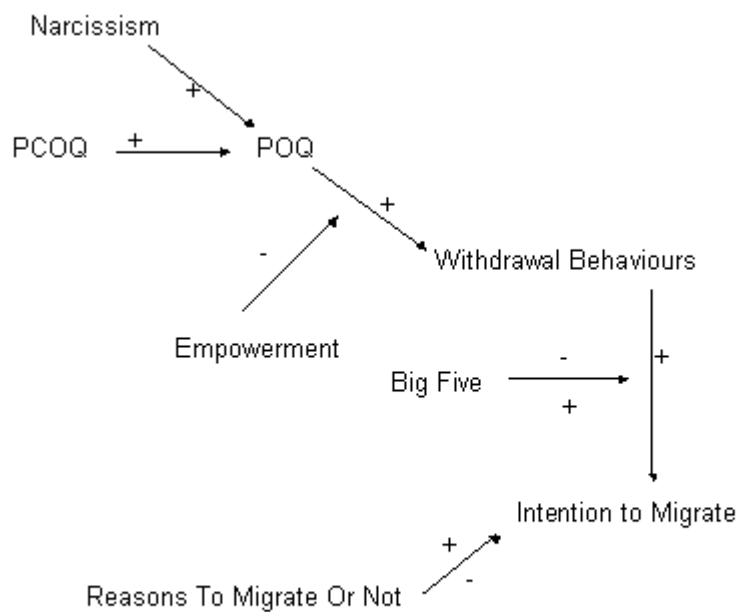 Narcissism
+
PCOQ
+
POQ
+
-
Withdrawal Behaviours
Empowerment
-
+
Big Five
+
Intention to Migrate
+
-
Reasons To Migrate Or Not